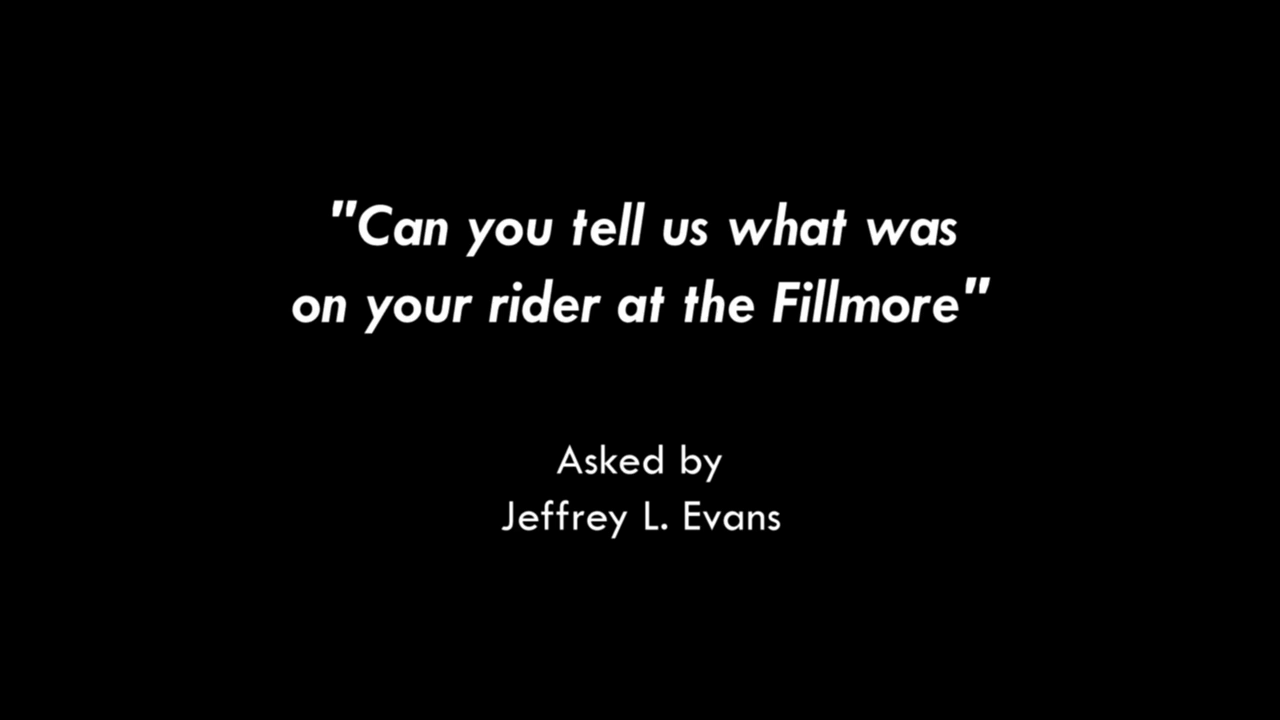 "Can you tell us what was
on your rider at the Fillmore"
Asked by
Jeffrey L. Evans